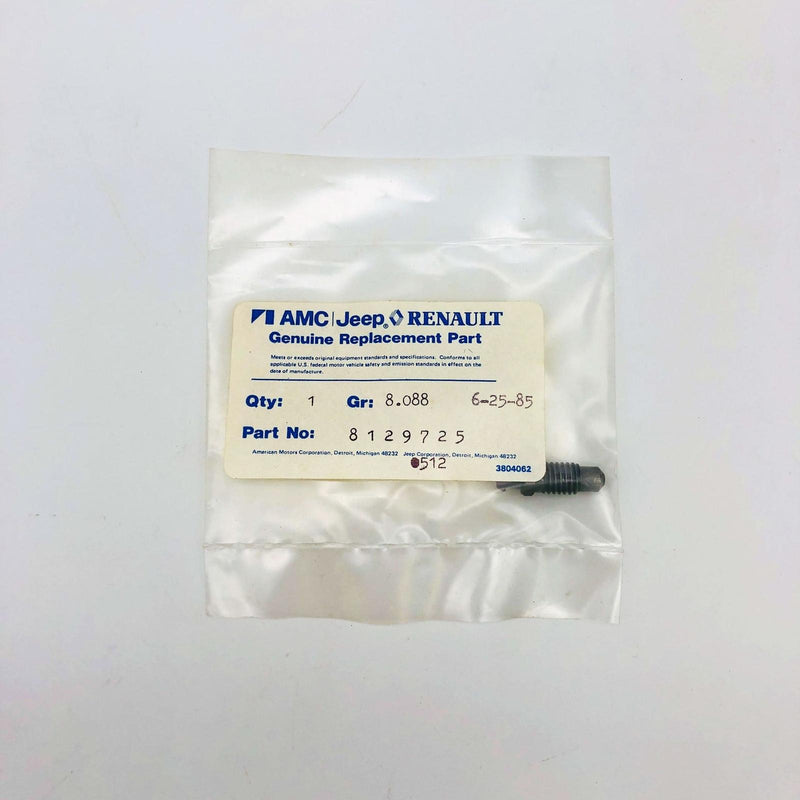 AMC|Jeep® RENAULT
Genuine Replacement Part
Meets or exceeds original equipment standards and specifications. Conforms to all
applicable U.S. federal motor vehicle safety and emission standards in effect on the
date of manufacture.
Qty: 1 Gr: 8.088 6-25-85
Part No: 8129725
American Motors Corporation, Detroit, Michigan 48232 Jeep Corporation, Detroit, Michigan 48232
512 3804062